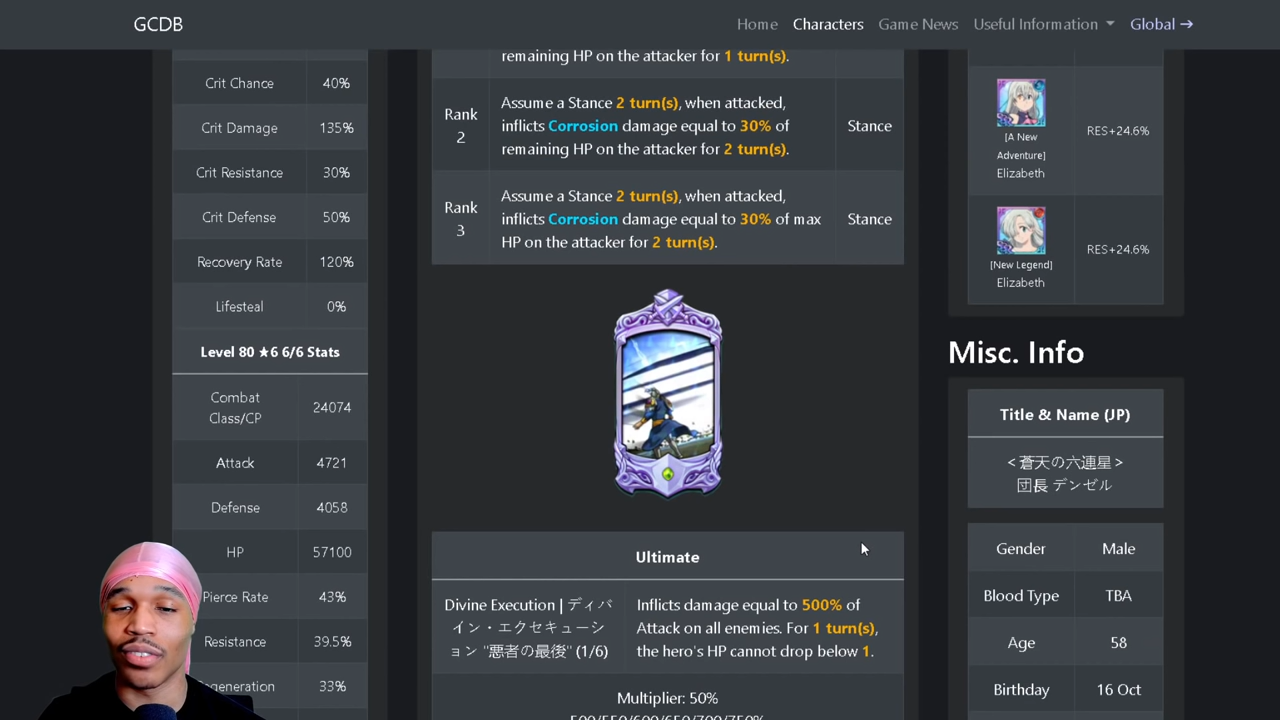 GCDB
Home
Characters
Game News
Useful Information
Global →
Crit Chance
40%
Crit Damage
135%
Crit Resistance
30%
Crit Defense
50%
Recovery Rate
120%
Lifesteal
0%
Level 80 ★6 6/6 Stats
Combat
Class/CP
24074
Attack
4721
Defense
4058
HP
57100
Pierce Rate
43%
Resistance
39.5%
egeneration
33%
remaining HP on the attacker for 1 turn(s).
Rank
2
Assume a Stance 2 turn(s), when attacked,
inflicts Corrosion damage equal to 30% of
remaining HP on the attacker for 2 turn(s).
Stance
Rank
3
Assume a Stance 2 turn(s), when attacked,
inflicts Corrosion damage equal to 30% of max
HP on the attacker for 2 turn(s).
Stance
Ultimate
Divine Execution | ディバ
イン・エクセキューシ
ョン "悪者の最後" (1/6)
Inflicts damage equal to 500% of
Attack on all enemies. For 1 turn(s),
the hero's HP cannot drop below 1.
Multiplier: 50%
500/550/600/650/700/750%
[A New
Adventure]
Elizabeth
RES+24.6%
[New Legend]
Elizabeth
RES+24.6%
Misc. Info
Title & Name (JP)
<蒼天の六連星>
団長 デンゼル
Gender
Male
Blood Type
TBA
Age
58
Birthday
16 Oct